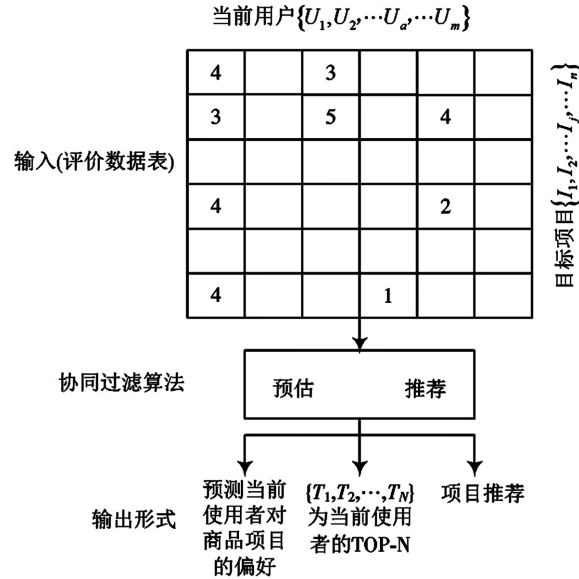 当前用户{U₁,U₂,⋯Uₐ,⋯Uₘ}
4 3
3 5 4
输入(评价数据表)
4 2
4 1
目标项目{I₁,I₂,⋯Iⱼ,⋯Iₙ}
协同过滤算法
预估 推荐
输出形式
预测当前
使用者对
商品项目
的偏好
{T₁,T₂,⋯,T_N}
为当前使用
者的TOP-N
项目推荐